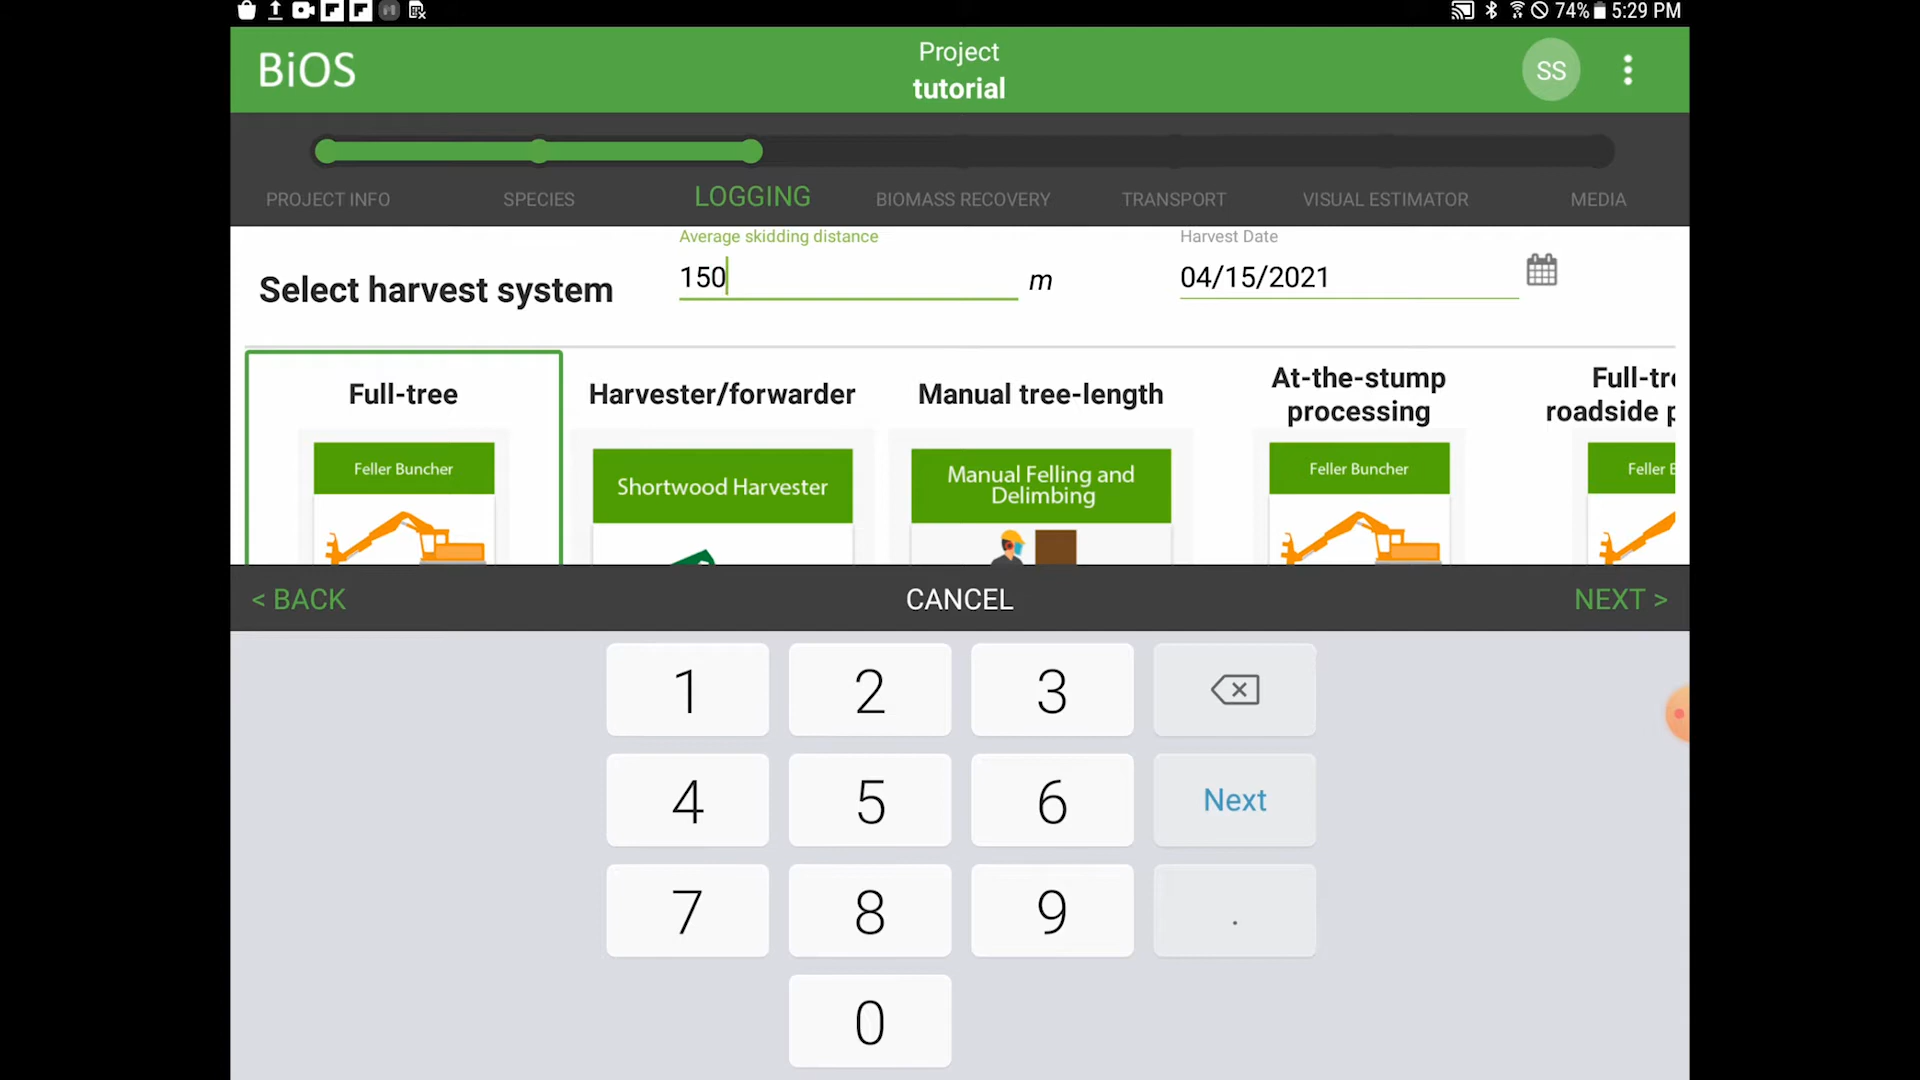 74% 5:29 PM
BiOS
Project
tutorial
SS
PROJECT INFO SPECIES LOGGING BIOMASS RECOVERY TRANSPORT VISUAL ESTIMATOR MEDIA
Average skidding distance Harvest Date
Select harvest system 150 m 04/15/2021
Full-tree Harvester/forwarder Manual tree-length
At-the-stump
processing
Full-tre
roadside p
Feller Buncher
Shortwood Harvester
Manual Felling and
Delimbing
Feller Buncher
Feller B
< BACK CANCEL NEXT >
1 2 3
4 5 6 Next
7 8 9 .
0